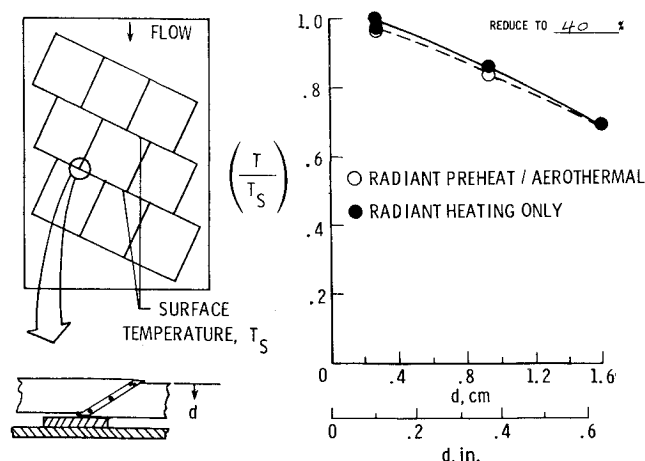 FLOW
SURFACE
TEMPERATURE, T_S
d
REDUCE TO 40 %
(T/T_S)
1.0
.8
.6
.4
.2
0
RADIANT PREHEAT / AEROTHERMAL
RADIANT HEATING ONLY
0 .4 .8 1.2 1.6
d, cm
0 .2 .4 .6
d, in.